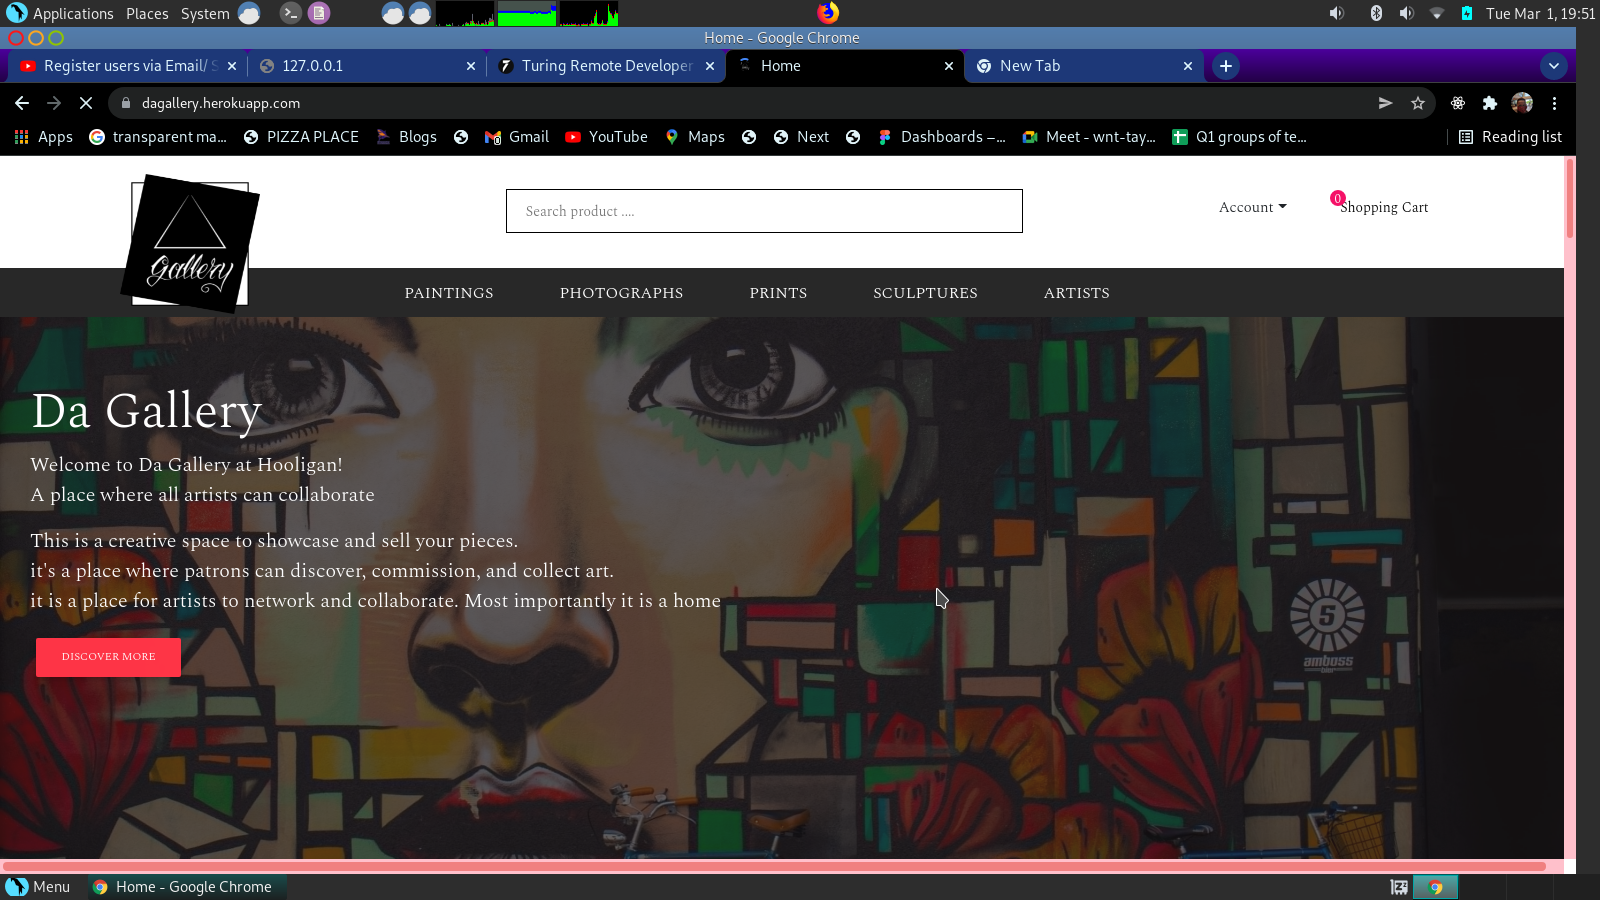 Applications Places System
Tue Mar 1, 19:51
Home - Google Chrome
Register users via Email/ S
127.0.0.1
Turing Remote Developer
Home
New Tab
dagallery.herokuapp.com
Apps
transparent ma...
PIZZA PLACE
Blogs
Gmail
YouTube
Maps
Next
Dashboards –...
Meet - wnt-tay...
Q1 groups of te...
Reading list
Gallery
Search product ....
Account
0
Shopping Cart
PAINTINGS
PHOTOGRAPHS
PRINTS
SCULPTURES
ARTISTS
Da Gallery
Welcome to Da Gallery at Hooligan!
A place where all artists can collaborate
This is a creative space to showcase and sell your pieces.
it's a place where patrons can discover, commission, and collect art.
it is a place for artists to network and collaborate. Most importantly it is a home
DISCOVER MORE
5
amboss
Menu
Home - Google Chrome